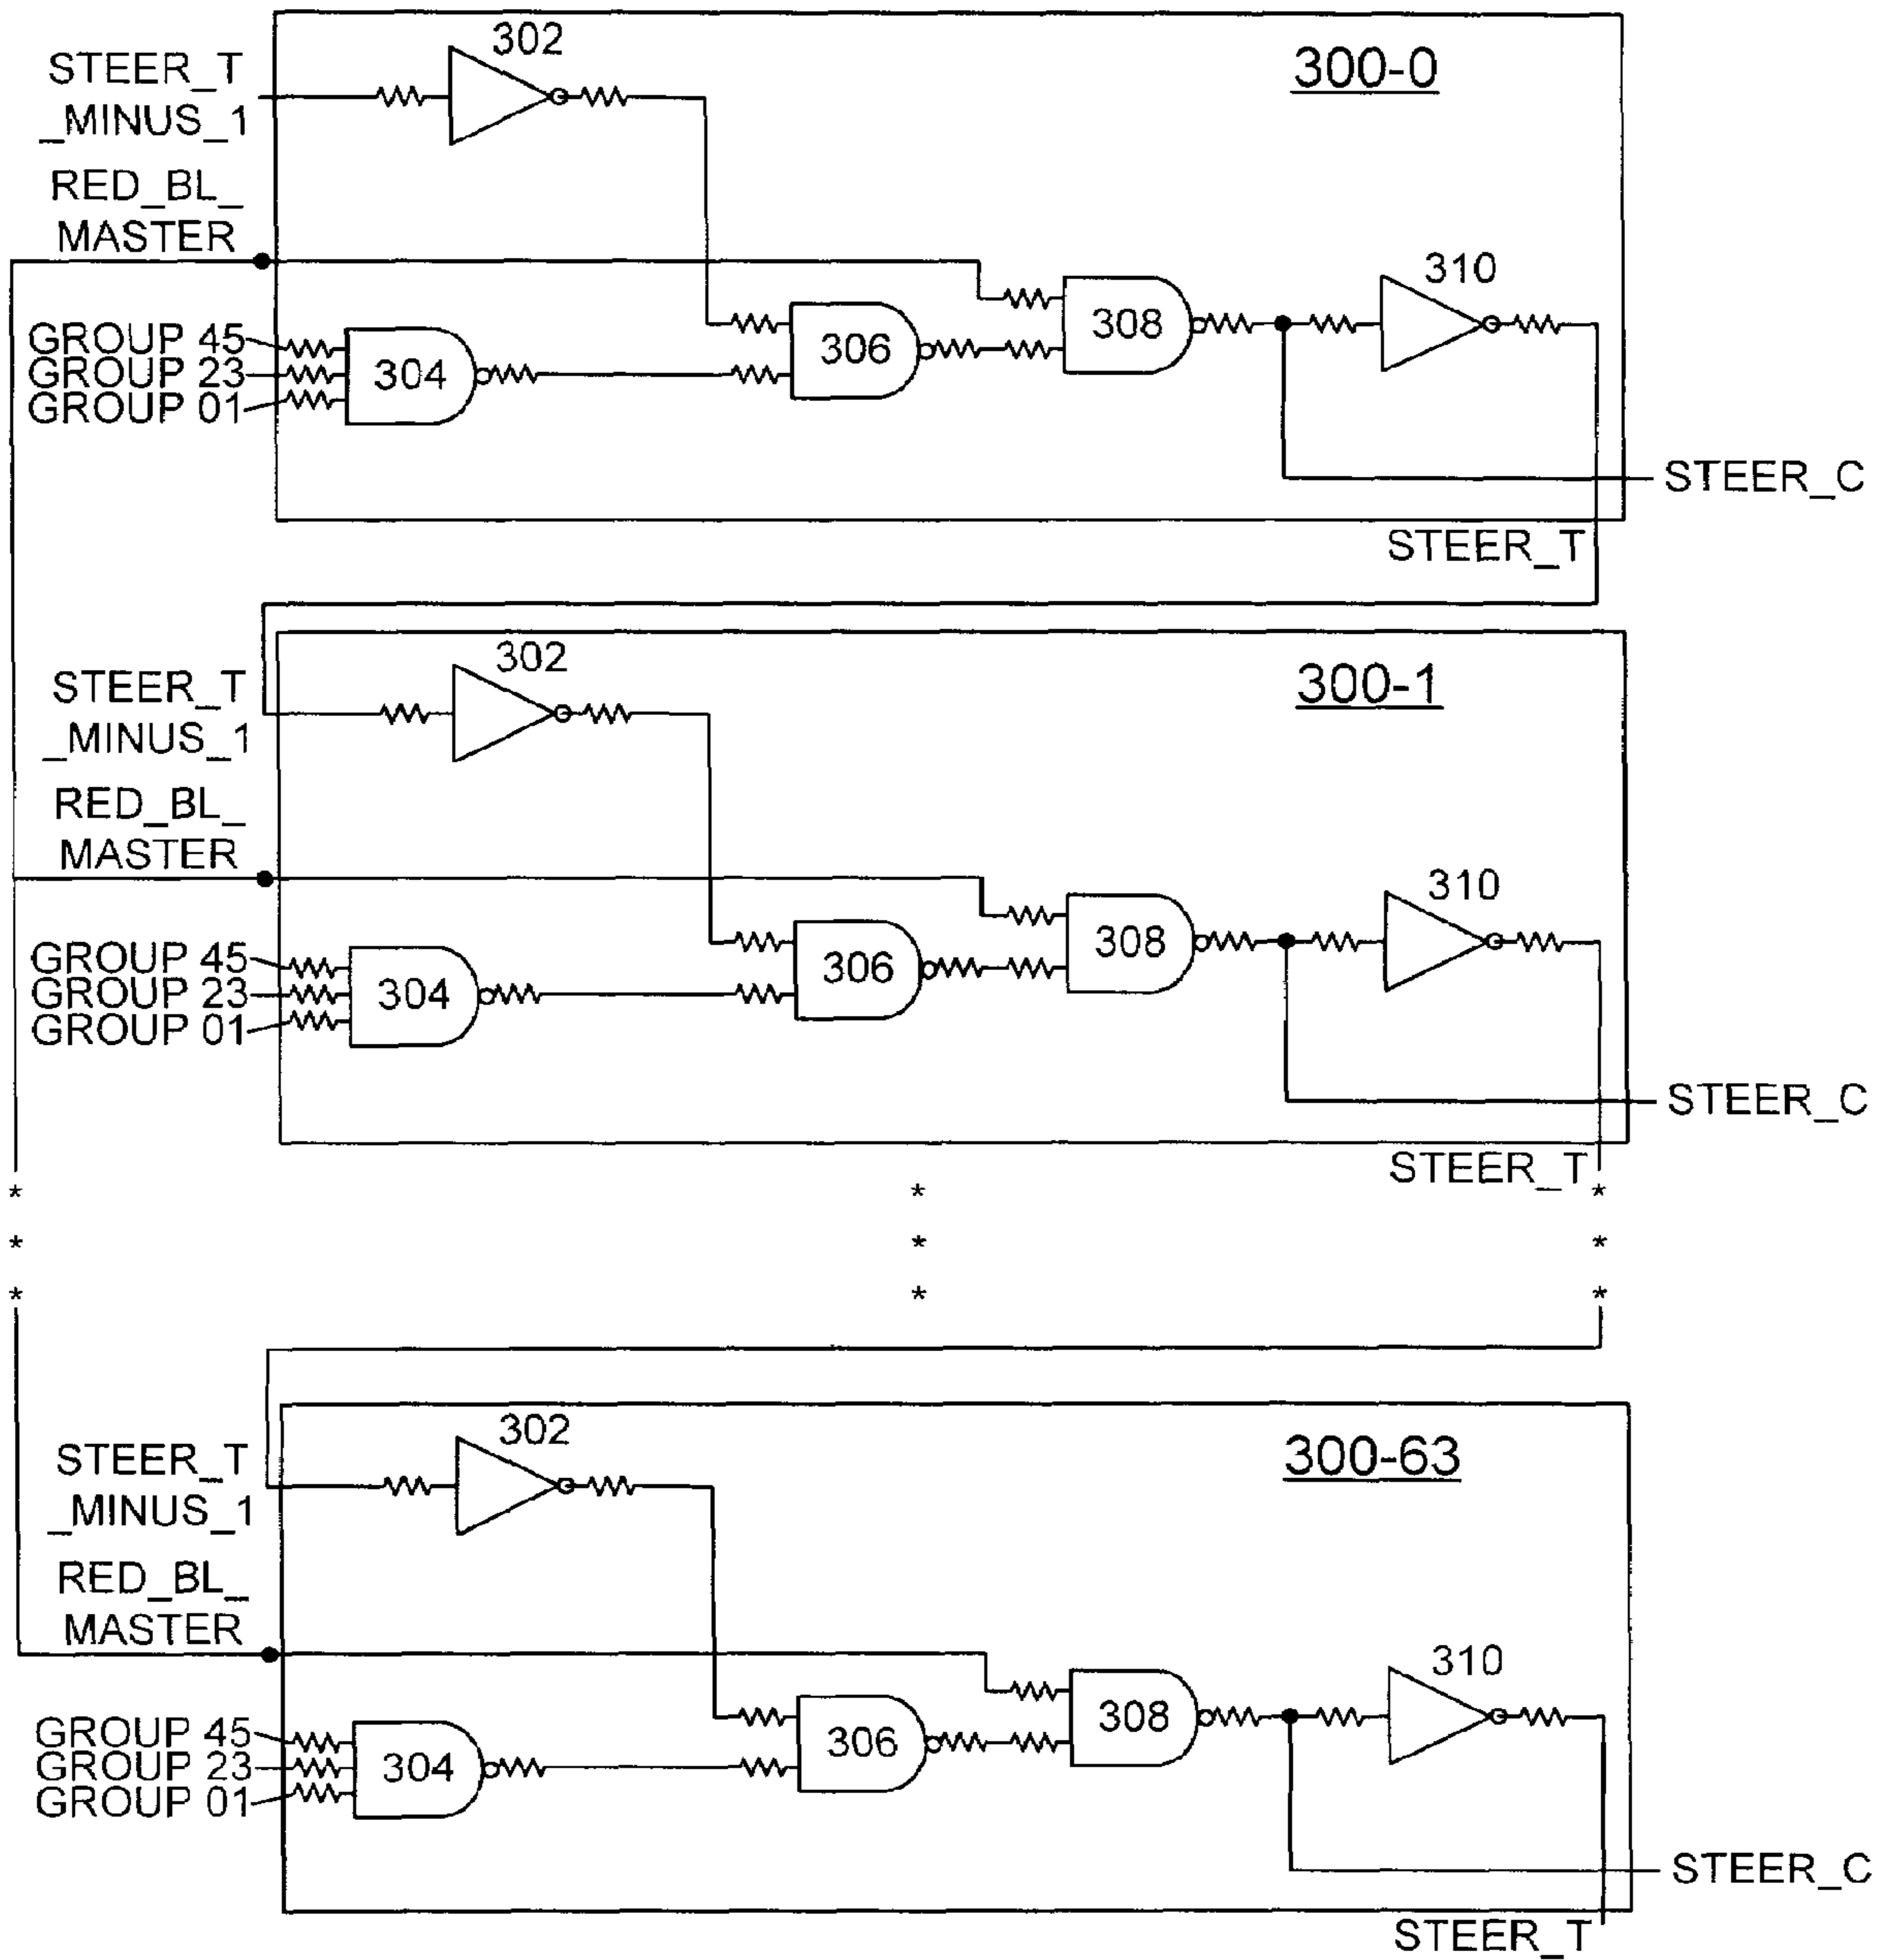 302
300-0
STEER_T
_MINUS_1
RED_BL_
MASTER
310
308
306
304
GROUP 45
GROUP 23
GROUP 01
STEER_C
STEER_T
302
300-1
STEER_T
_MINUS_1
RED_BL_
MASTER
310
308
306
304
GROUP 45
GROUP 23
GROUP 01
STEER_C
STEER_T
* * *
* * *
* * *
302
300-63
STEER_T
_MINUS_1
RED_BL_
MASTER
310
308
306
304
GROUP 45
GROUP 23
GROUP 01
STEER_C
STEER_T